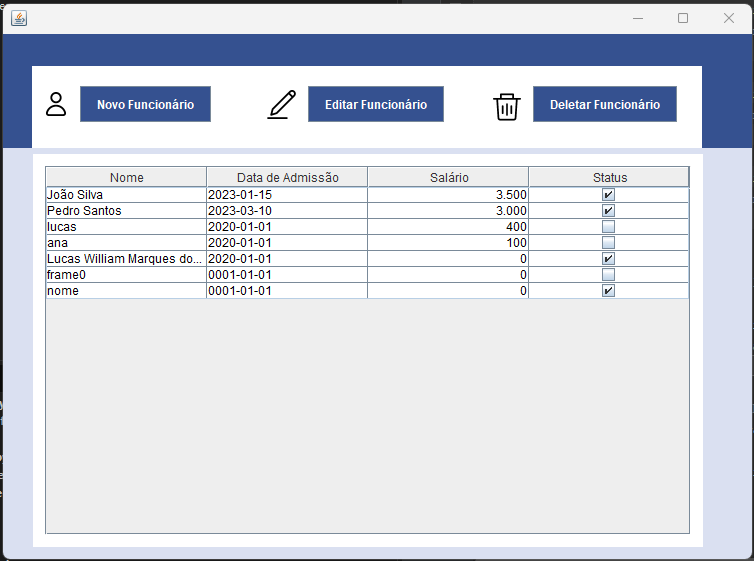 Novo Funcionário Editar Funcionário Deletar Funcionário
Nome Data de Admissão Salário Status
João Silva 2023-01-15 3.500
Pedro Santos 2023-03-10 3.000
lucas 2020-01-01 400
ana 2020-01-01 100
Lucas William Marques do... 2020-01-01 0
frame0 0001-01-01 0
nome 0001-01-01 0